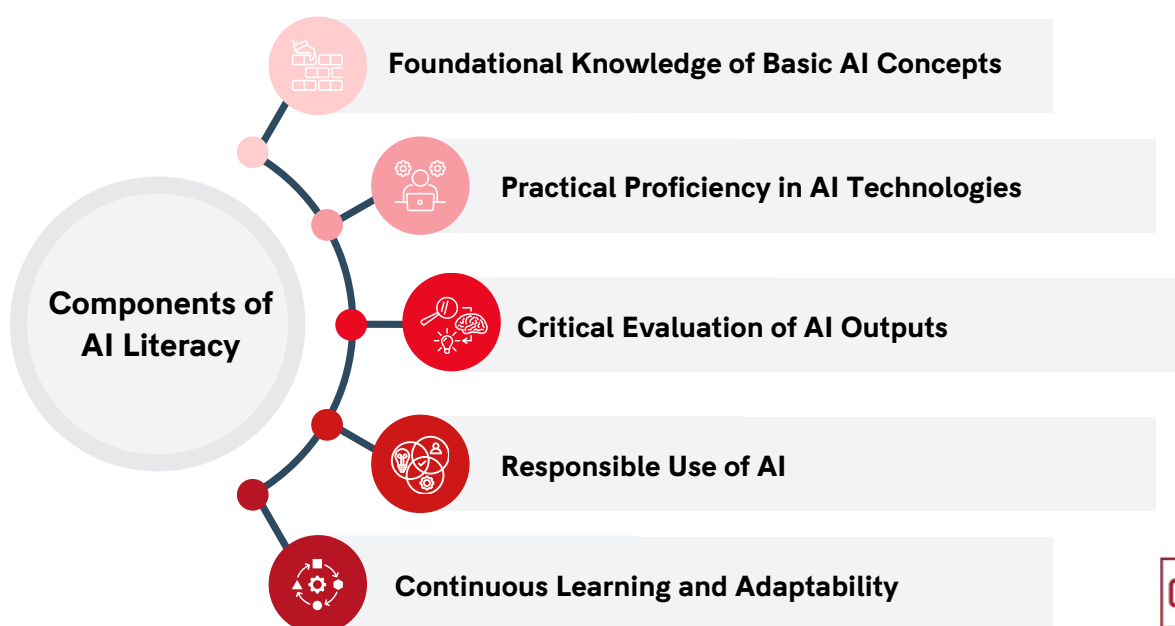 Foundational Knowledge of Basic AI Concepts
Practical Proficiency in AI Technologies
Components of
AI Literacy
Critical Evaluation of AI Outputs
Responsible Use of AI
Continuous Learning and Adaptability